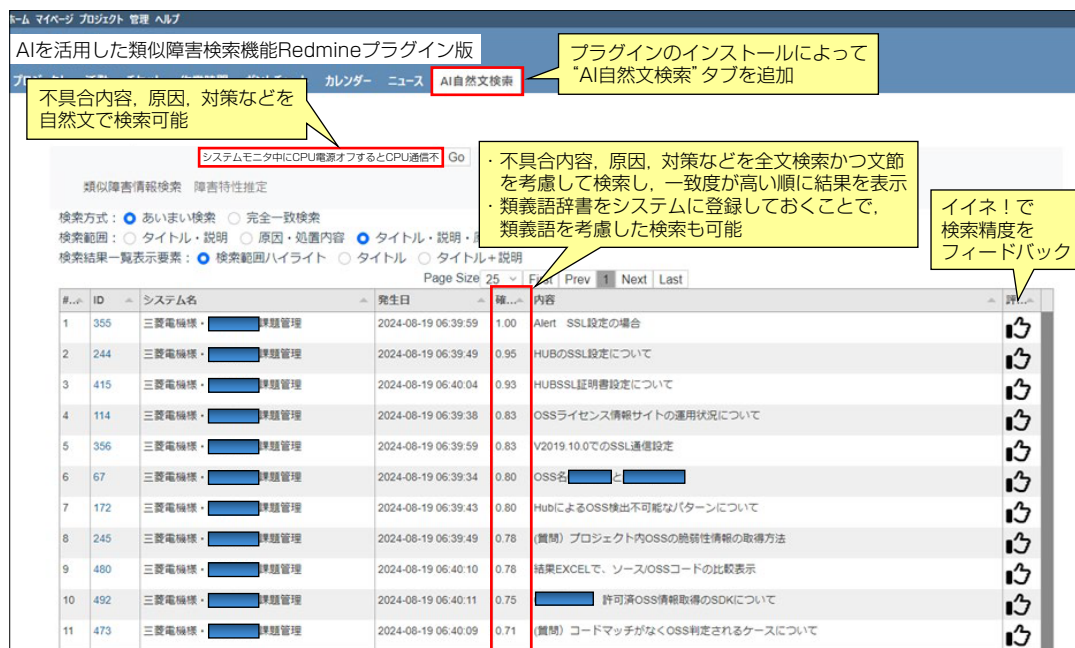 ホーム マイページ プロジェクト 管理 ヘルプ
AIを活用した類似障害検索機能Redmineプラグイン版
カレンダー ニュース AI自然文検索
プラグインのインストールによって
“AI自然文検索”タブを追加
不具合内容，原因，対策などを
自然文で検索可能
システムモニタ中にCPU電源オフするとCPU通信不 Go
・不具合内容，原因，対策などを全文検索かつ文節
を考慮して検索し，一致度が高い順に結果を表示
・類義語辞書をシステムに登録しておくことで，
類義語を考慮した検索も可能
イイネ！で
検索精度を
フィードバック
類似障害情報検索 障害特性推定
検索方式： あいまい検索 完全一致検索
検索範囲： タイトル・説明 原因・処置内容 タイトル・説明・
検索結果一覧表示要素： 検索範囲ハイライト タイトル タイトル+説明
Page Size 25 First Prev 1 Next Last
#... ID システム名 発生日 確... 内容 評...
1 355 三菱電機様・ 課題管理 2024-08-19 06:39:59 1.00 Alert SSL設定の場合
2 244 三菱電機様・ 課題管理 2024-08-19 06:39:49 0.95 HUBのSSL設定について
3 415 三菱電機様・ 課題管理 2024-08-19 06:40:04 0.93 HUBSSL証明書設定について
4 114 三菱電機様・ 課題管理 2024-08-19 06:39:38 0.83 OSSライセンス情報サイトの運用状況について
5 356 三菱電機様・ 課題管理 2024-08-19 06:39:59 0.83 V2019.10.0でのSSL通信設定
6 67 三菱電機様・ 課題管理 2024-08-19 06:39:34 0.80 OSS名 と
7 172 三菱電機様・ 課題管理 2024-08-19 06:39:43 0.80 HubによるOSS検出不可能なパターンについて
8 245 三菱電機様・ 課題管理 2024-08-19 06:39:49 0.78 (質問) プロジェクト内OSSの脆弱性情報の取得方法
9 480 三菱電機様・ 課題管理 2024-08-19 06:40:10 0.78 結果EXCELで、ソース/OSSコードの比較表示
10 492 三菱電機様・ 課題管理 2024-08-19 06:40:11 0.75 許可済OSS情報取得のSDKについて
11 473 三菱電機様・ 課題管理 2024-08-19 06:40:09 0.71 (質問) コードマッチがなくOSS判定されるケースについて